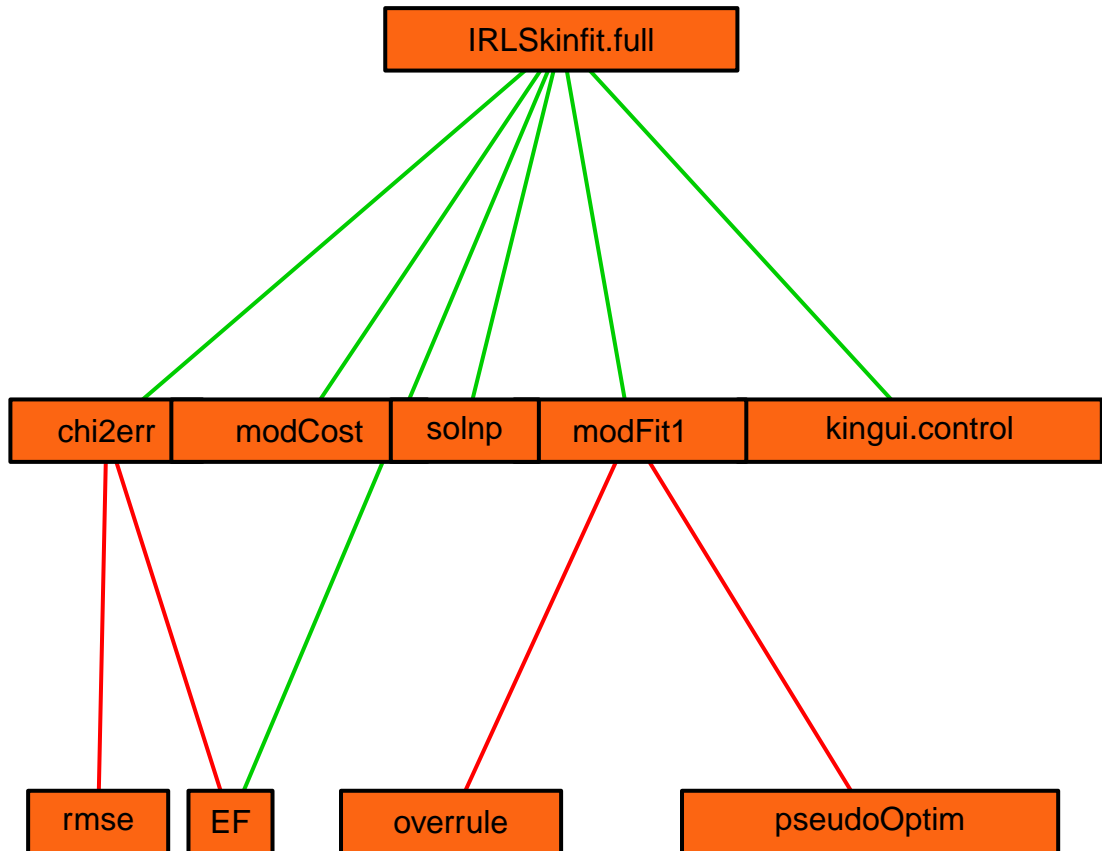 IRLSkinfit.full
chi2err
modCost
solnp
modFit1
kingui.control
rmse
EF
overrule
pseudoOptim